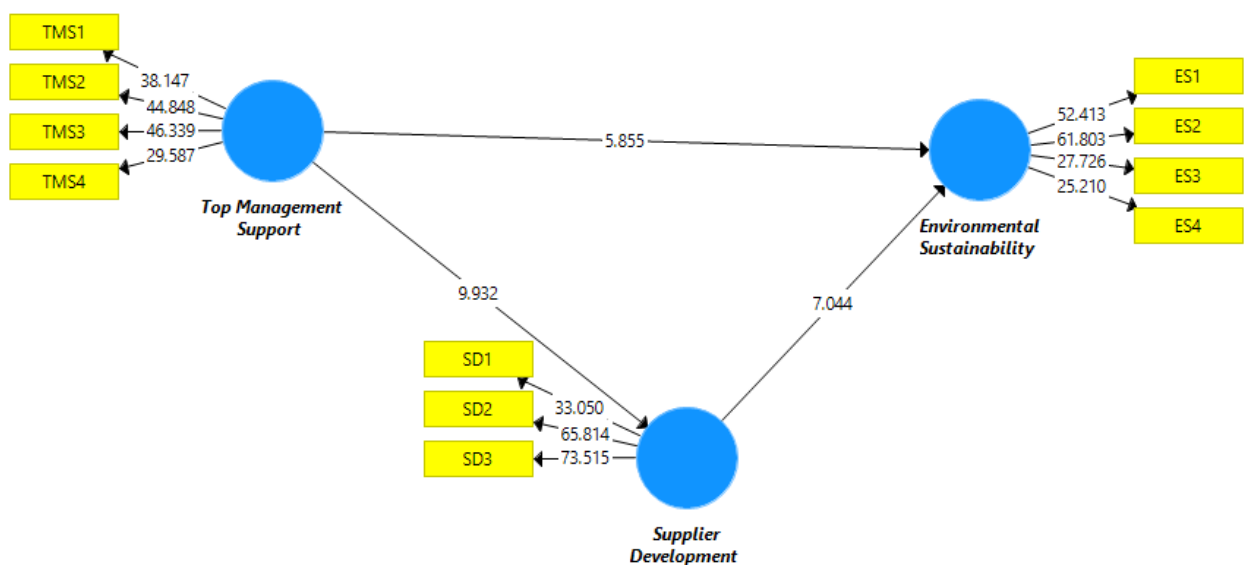 TMS1
TMS2
TMS3
TMS4
38.147
44.848
46.339
29.587
Top Management
Support
5.855
ES1
ES2
ES3
ES4
52.413
61.803
27.726
25.210
Environmental
Sustainability
9.932
7.044
SD1
SD2
SD3
33.050
65.814
73.515
Supplier
Development